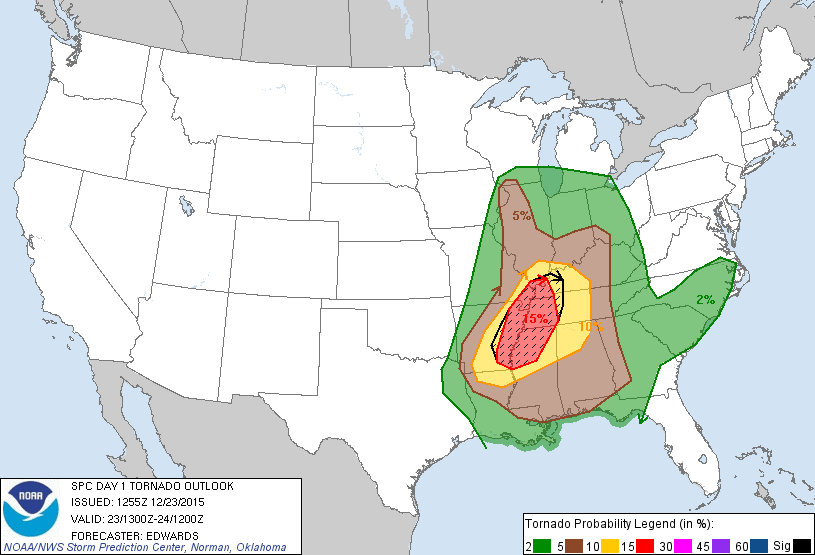 5%
2%
15%
10%
NOAA
SPC DAY 1 TORNADO OUTLOOK
ISSUED: 1255Z 12/23/2015
VALID: 23/1300Z-24/1200Z
FORECASTER: EDWARDS
NOAA/NWS Storm Prediction Center, Norman, Oklahoma
Tornado Probability Legend (in %):
2 5 10 15 30 45 60 Sig